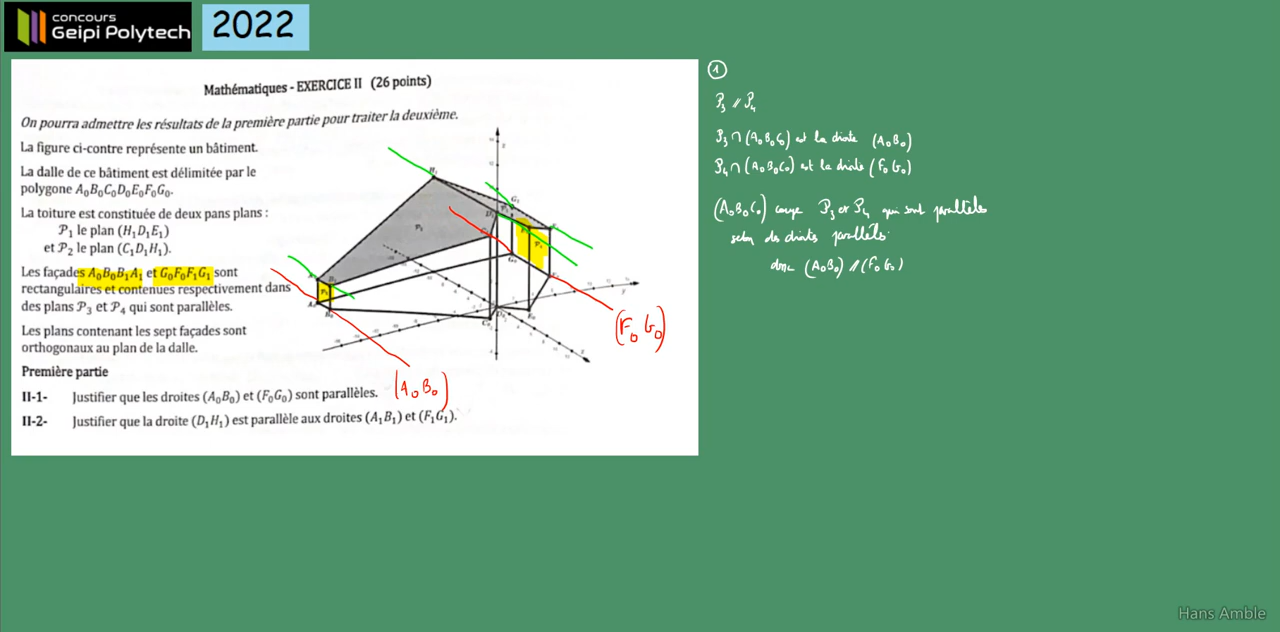 concours
Geipi Polytech
2022
Mathématiques - EXERCICE II (26 points)
On pourra admettre les résultats de la première partie pour traiter la deuxième.
La figure ci-contre représente un bâtiment.
La dalle de ce bâtiment est délimitée par le
polygone A₀B₀C₀D₀E₀F₀G₀.
La toiture est constituée de deux pans plans :
𝒫₁ le plan (H₁D₁E₁)
et 𝒫₂ le plan (C₁D₁H₁).
Les façades A₀B₀B₁A₁ et G₀F₀F₁G₁ sont
rectangulaires et contenues respectivement dans
des plans 𝒫₃ et 𝒫₄ qui sont parallèles.
Les plans contenant les sept façades sont
orthogonaux au plan de la dalle.
Première partie
II-1- Justifier que les droites (A₀B₀) et (F₀G₀) sont parallèles.
II-2- Justifier que la droite (D₁H₁) est parallèle aux droites (A₁B₁) et (F₁G₁).
(A₀B₀)
(F₀G₀)
1
𝒫₃ // 𝒫₄
𝒫₃ ∩ (A₀B₀C₀) est la droite (A₀B₀)
𝒫₄ ∩ (A₀B₀C₀) est la droite (F₀G₀)
(A₀B₀C₀) coupe 𝒫₃ et 𝒫₄ qui sont parallèles
selon des droites parallèles.
donc (A₀B₀) // (F₀G₀)
Hans Amble